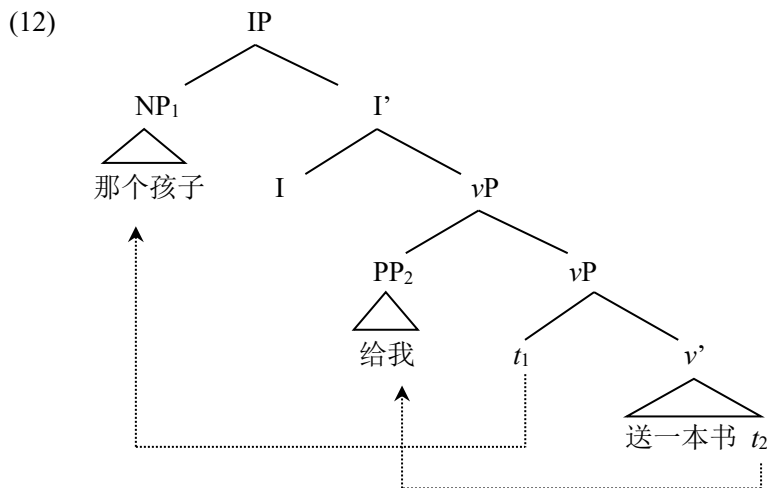 (12) IP
NP₁ I’
那个孩子 I vP
PP₂ vP
给我 t₁ v’
送一本书 t₂